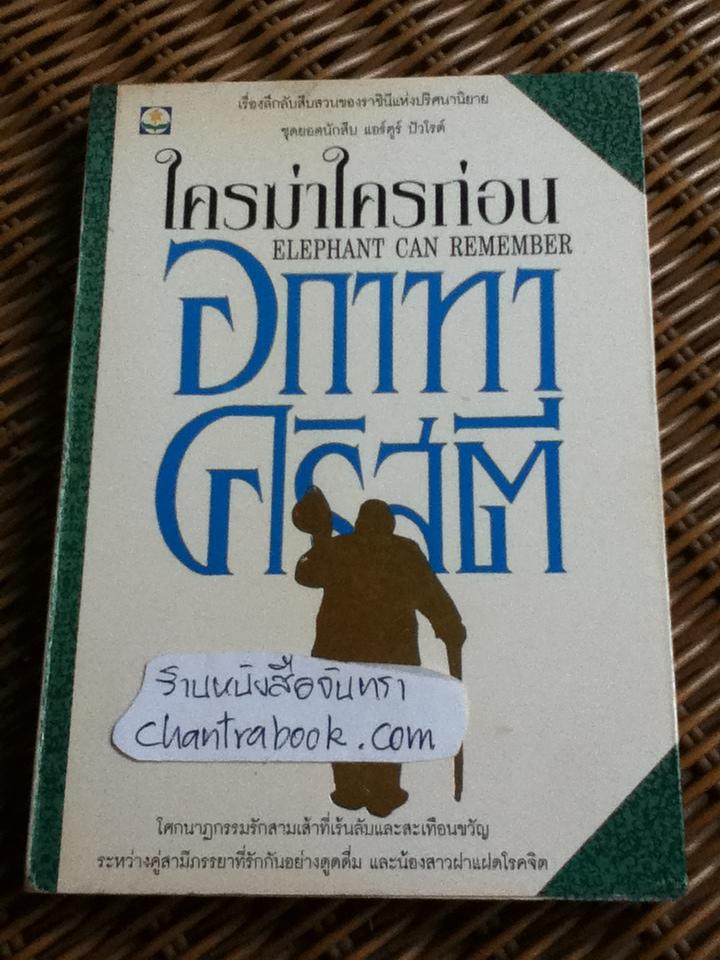 เรื่องลึกลับสืบสวนของราชินีแห่งปริศนานิยาย
ชุดยอดนักสืบ แอร์คูร์ ปัวโรต์
ใครฆ่าใครก่อน
ELEPHANT CAN REMEMBER
อกาทา
คริสตี
ร้านหนังสือจันทรา
chantrabook.com
โศกนาฏกรรมรักสามเส้าที่เร้นลับและสะเทือนขวัญ
ระหว่างคู่สามีภรรยาที่รักกันอย่างดูดดื่ม และน้องสาวฝาแฝดโรคจิต